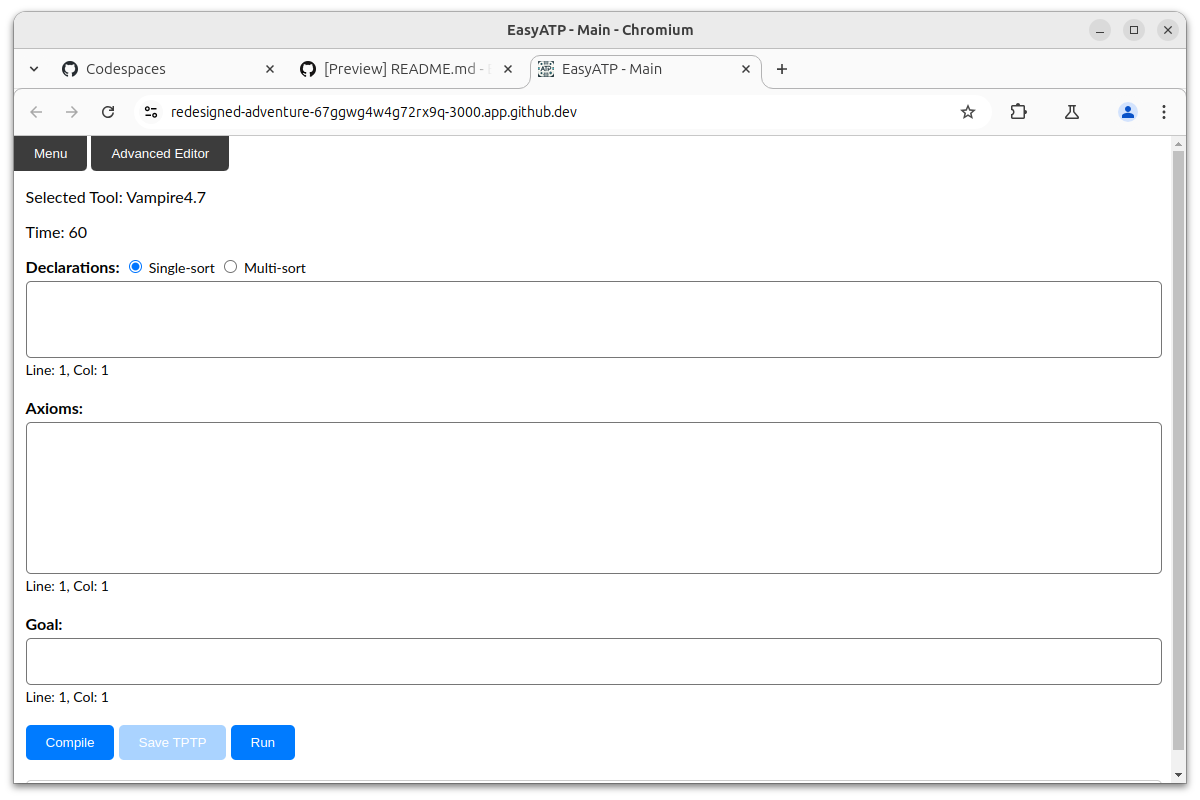 EasyATP - Main - Chromium
Codespaces
[Preview] README.md -
EasyATP - Main
redesigned-adventure-67ggwg4w4g72rx9q-3000.app.github.dev
Menu
Advanced Editor
Selected Tool: Vampire4.7
Time: 60
Declarations: Single-sort Multi-sort
Line: 1, Col: 1
Axioms:
Line: 1, Col: 1
Goal:
Line: 1, Col: 1
Compile
Save TPTP
Run